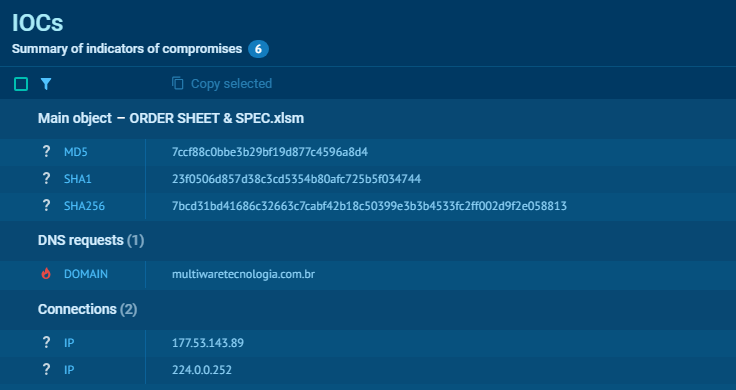 IOCs
Summary of indicators of compromises 6
Copy selected
Main object – ORDER SHEET & SPEC.xlsm
? MD5 7ccf88c0bbe3b29bf19d877c4596a8d4
? SHA1 23f0506d857d38c3cd5354b80afc725b5f034744
? SHA256 7bcd31bd41686c32663c7cabf42b18c50399e3b3b4533fc2ff002d9f2e058813
DNS requests (1)
DOMAIN multiwaretecnologia.com.br
Connections (2)
? IP 177.53.143.89
? IP 224.0.0.252